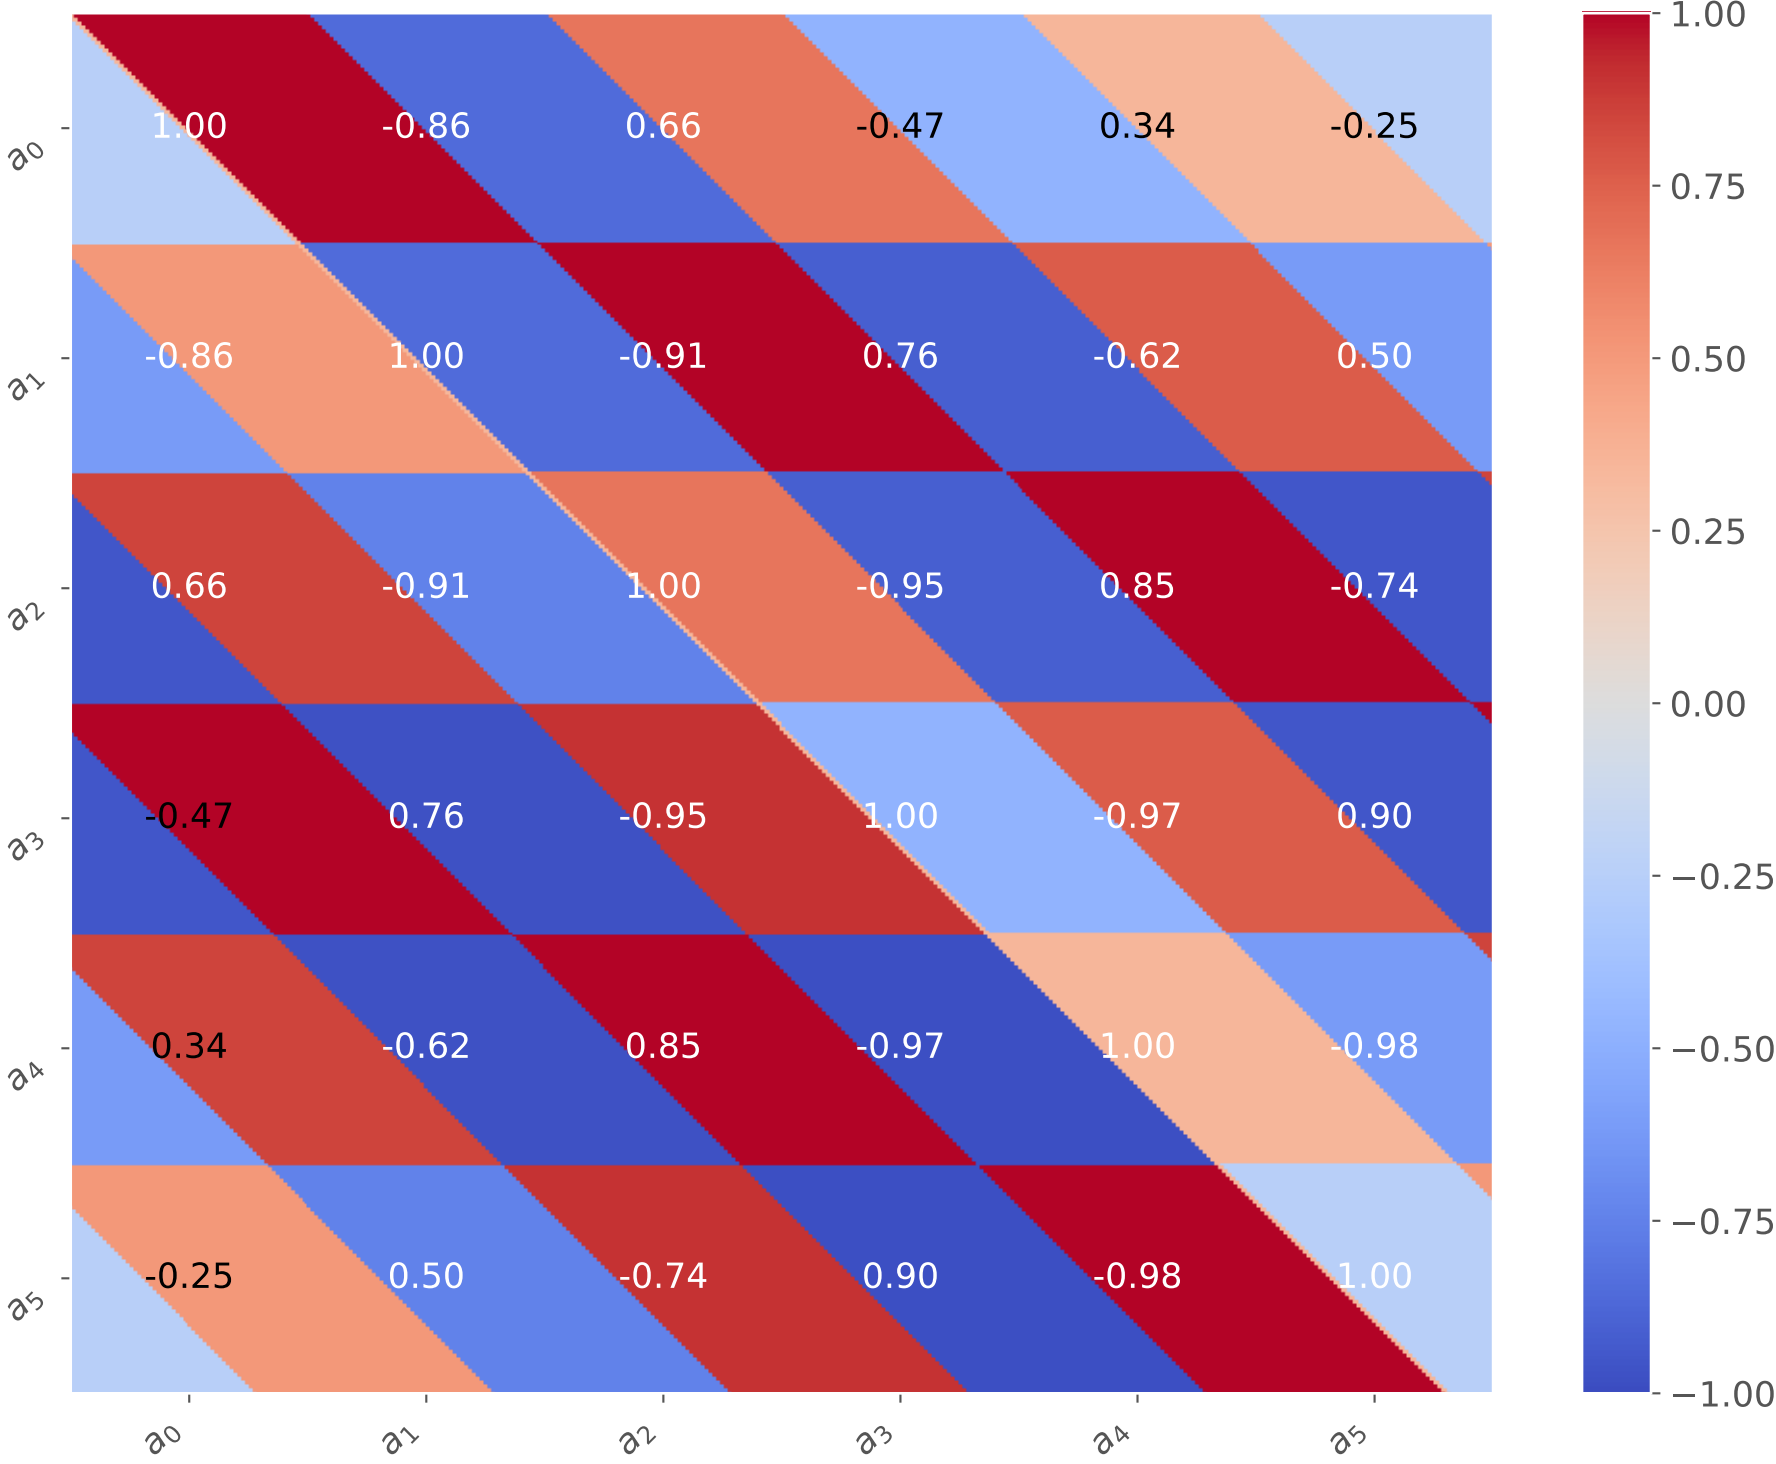 1.00
1.00 -0.86 0.66 -0.47 0.34 -0.25
a₀
0.75
-0.86 1.00 -0.91 0.76 -0.62 0.50
0.50
a₁
0.25
0.66 -0.91 1.00 -0.95 0.85 -0.74
a₂
0.00
-0.47 0.76 -0.95 1.00 -0.97 0.90
a₃
−0.25
0.34 -0.62 0.85 -0.97 1.00 -0.98
−0.50
a₄
−0.75
-0.25 0.50 -0.74 0.90 -0.98 1.00
a₅
−1.00
a₀ a₁ a₂ a₃ a₄ a₅